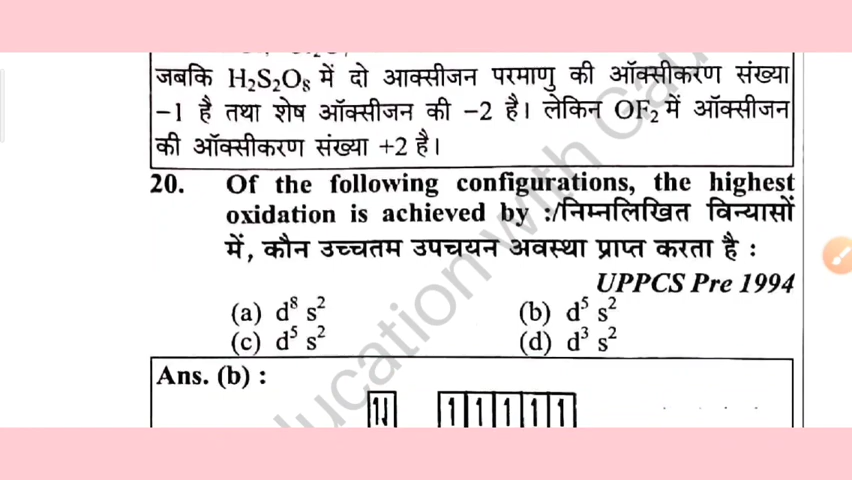 जबकि H₂S₂O₈ में दो आक्सीजन परमाणु की ऑक्सीकरण संख्या
–1 है तथा शेष ऑक्सीजन की –2 है। लेकिन OF₂ में ऑक्सीजन
की ऑक्सीकरण संख्या +2 है।
20. Of the following configurations, the highest
oxidation is achieved by :/निम्नलिखित विन्यासों
में, कौन उच्चतम उपचयन अवस्था प्राप्त करता है :
UPPCS Pre 1994
(a) d⁸ s² (b) d⁵ s²
(c) d⁵ s² (d) d³ s²
Ans. (b) :